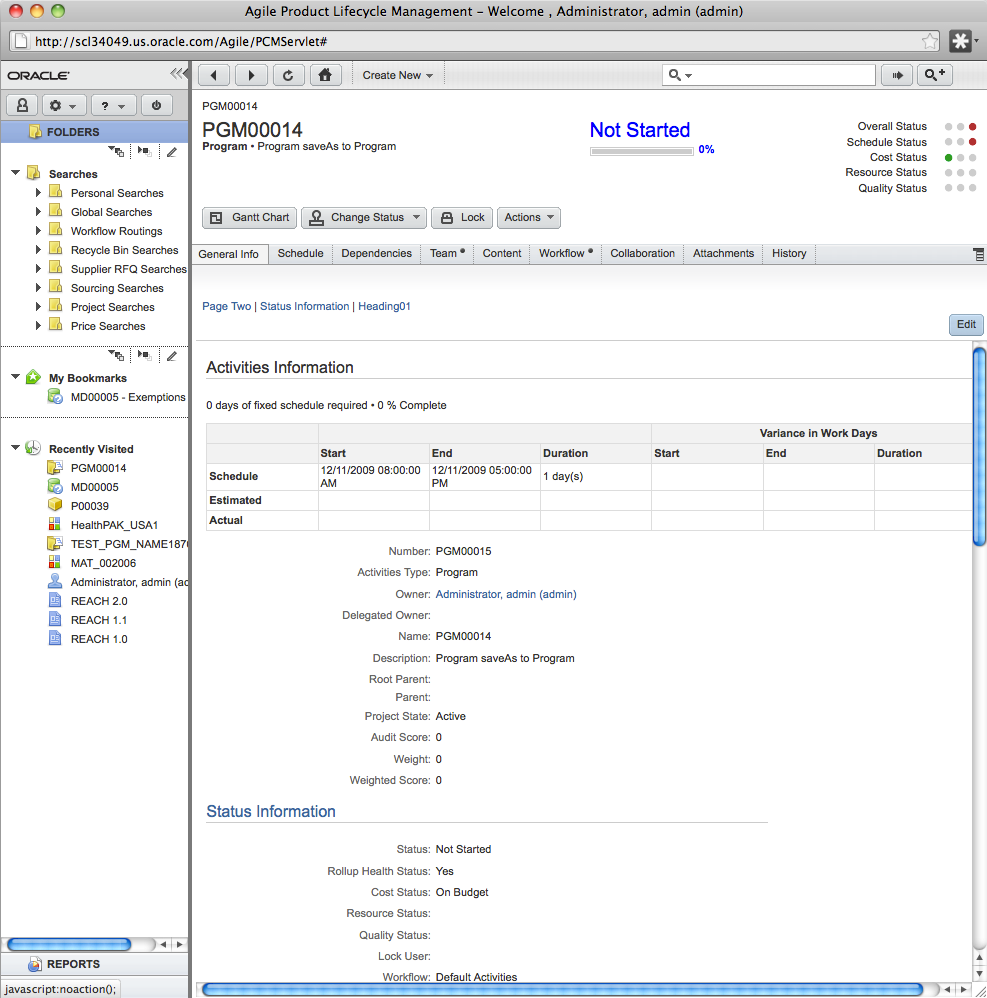 Agile Product Lifecycle Management – Welcome , Administrator, admin (admin)
http://scl34049.us.oracle.com/Agile/PCMServlet#
ORACLE
Create New
? 
FOLDERS
Searches
Personal Searches
Global Searches
Workflow Routings
Recycle Bin Searches
Supplier RFQ Searches
Sourcing Searches
Project Searches
Price Searches
My Bookmarks
MD00005 - Exemptions
Recently Visited
PGM00014
MD00005
P00039
HealthPAK_USA1
TEST_PGM_NAME1870
MAT_002006
Administrator, admin (ad
REACH 2.0
REACH 1.1
REACH 1.0
REPORTS
javascript:noaction();
PGM00014
PGM00014
Program • Program saveAs to Program
Not Started
0%
Overall Status
Schedule Status
Cost Status
Resource Status
Quality Status
Gantt Chart Change Status Lock Actions
General Info Schedule Dependencies Team Content Workflow Collaboration Attachments History
Page Two | Status Information | Heading01
Edit
Activities Information
0 days of fixed schedule required • 0 % Complete
Variance in Work Days
Start End Duration Start End Duration
Schedule 12/11/2009 08:00:00 AM 12/11/2009 05:00:00 PM 1 day(s)
Estimated
Actual
Number: PGM00015
Activities Type: Program
Owner: Administrator, admin (admin)
Delegated Owner:
Name: PGM00014
Description: Program saveAs to Program
Root Parent:
Parent:
Project State: Active
Audit Score: 0
Weight: 0
Weighted Score: 0
Status Information
Status: Not Started
Rollup Health Status: Yes
Cost Status: On Budget
Resource Status:
Quality Status:
Lock User:
Workflow: Default Activities